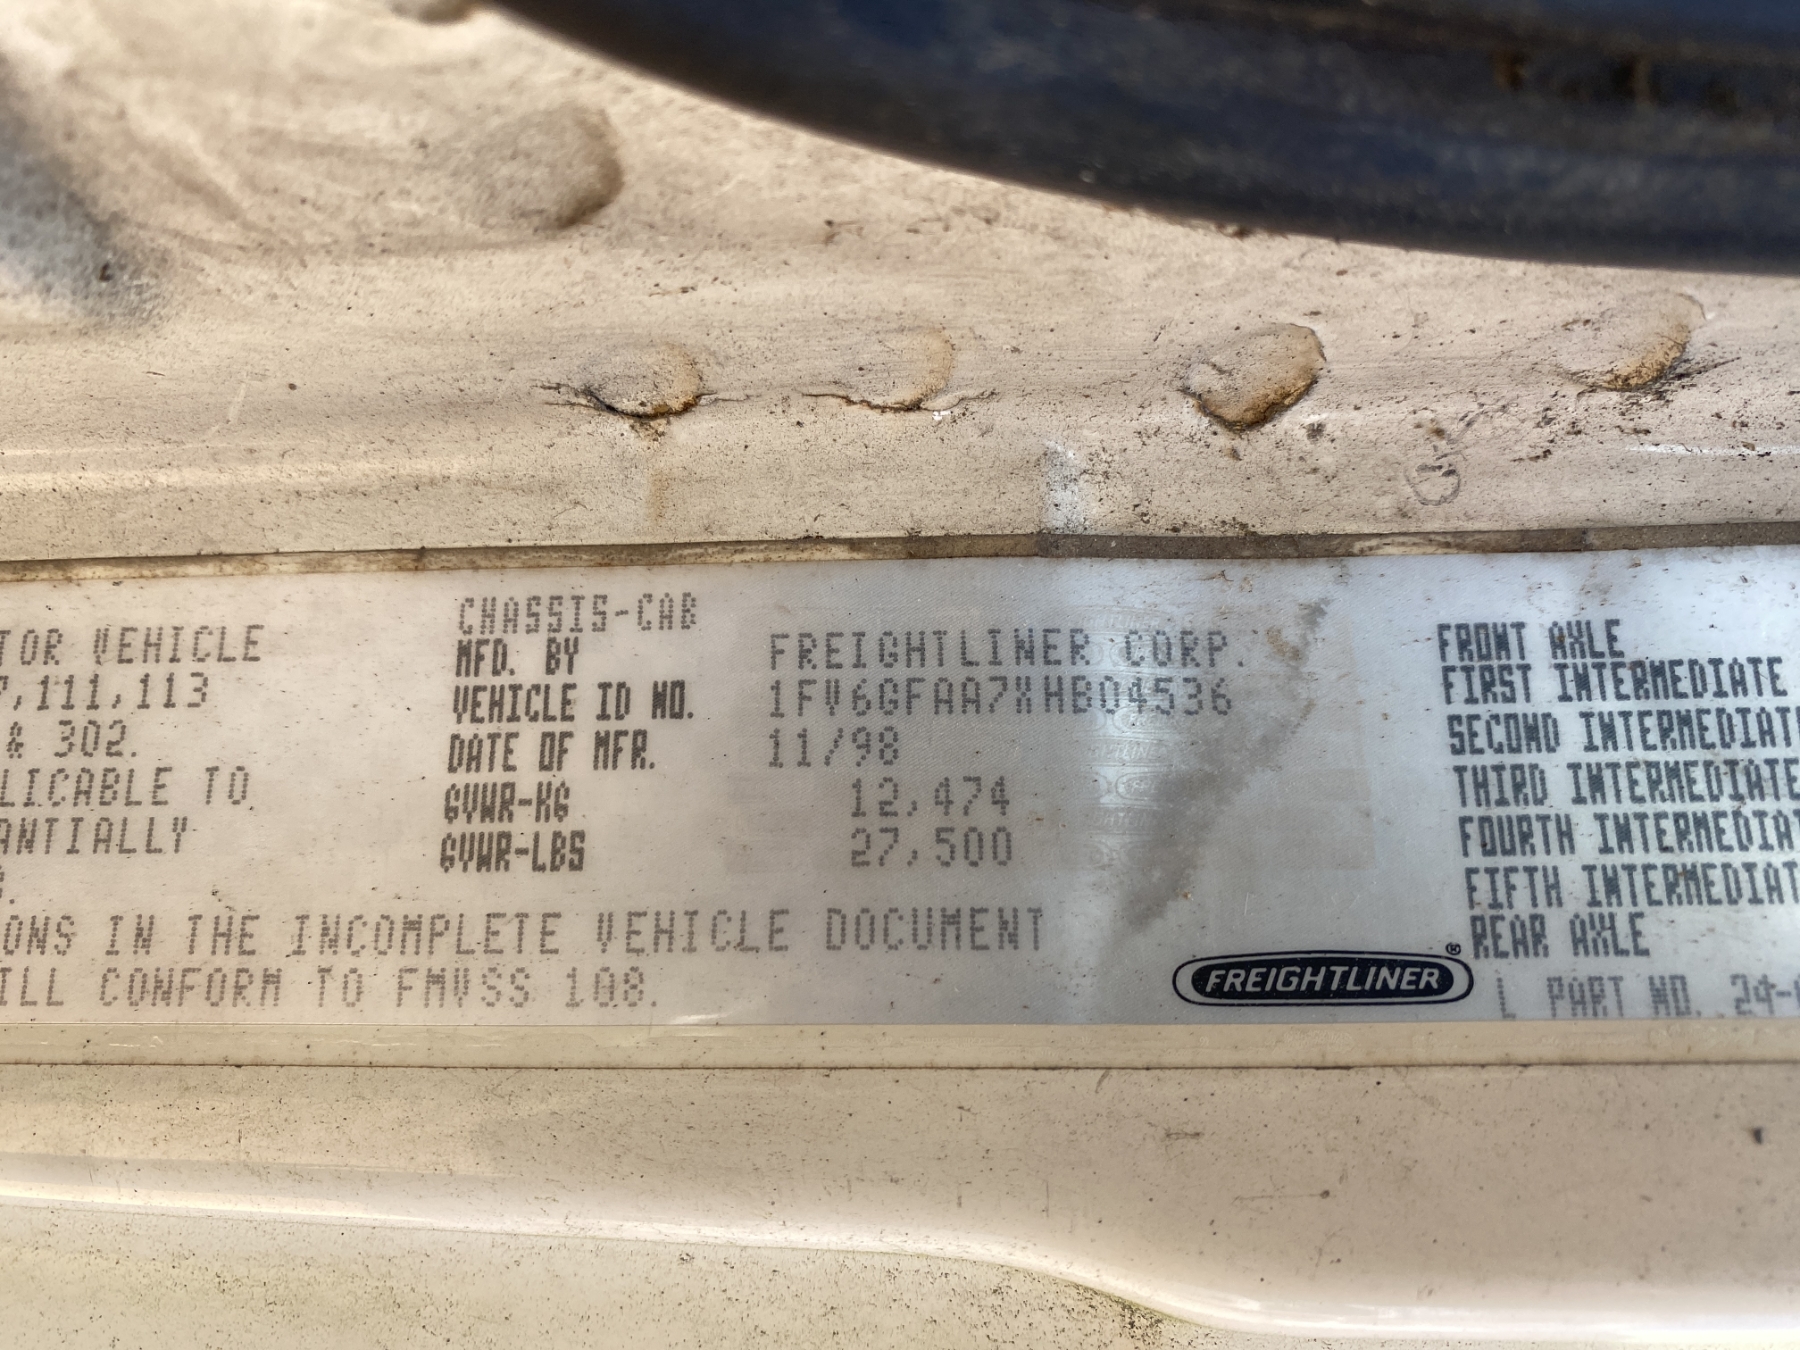 CHASSIS-CAB
TOR VEHICLE
MFD. BY FREIGHTLINER CORP.
,111,113
VEHICLE ID NO. 1FV6GFAA7XHB04536
& 302.
DATE OF MFR. 11/98
LICABLE TO
GVWR-KG 12,474
ANTIALLY
GVWR-LBS 27,500
ONS IN THE INCOMPLETE VEHICLE DOCUMENT
ILL CONFORM TO FMVSS 108.
FREIGHTLINER®
FRONT AXLE
FIRST INTERMEDIATE
SECOND INTERMEDIAT
THIRD INTERMEDIATE
FOURTH INTERMEDIAT
FIFTH INTERMEDIAT
REAR AXLE
L PART NO. 24-